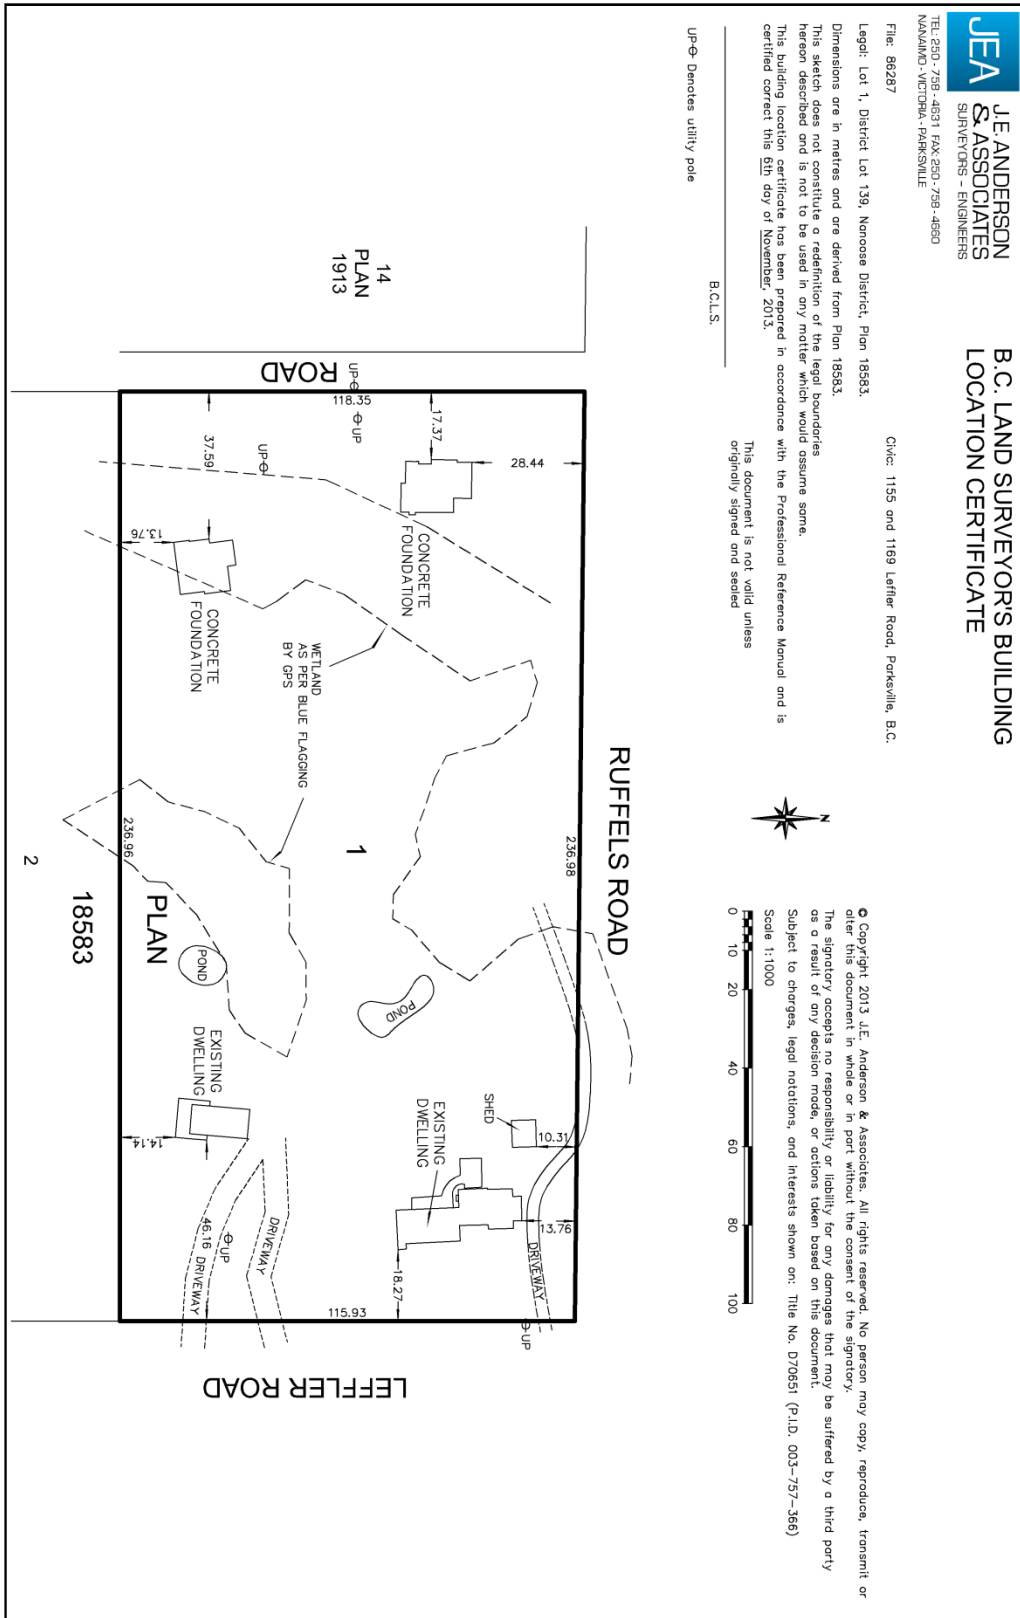 JEA
J.E. ANDERSON
& ASSOCIATES
SURVEYORS - ENGINEERS
TEL: 250-758-4631 FAX: 250-758-4660
NANAIMO - VICTORIA - PARKSVILLE
B.C. LAND SURVEYOR'S BUILDING
LOCATION CERTIFICATE
File: 86287
Civic: 1155 and 1169 Leffler Road, Parksville, B.C.
Legal: Lot 1, District Lot 139, Nanoose District, Plan 18583.
Dimensions are in metres and are derived from Plan 18583.
This sketch does not constitute a redefinition of the legal boundaries
hereon described and is not to be used in any matter which would assume same.
This building location certificate has been prepared in accordance with the Professional Reference Manual and is
certified correct this 6th day of November, 2013.
B.C.L.S.
This document is not valid unless
originally signed and sealed
UP Denotes utility pole
N
© Copyright 2013 J.E. Anderson & Associates. All rights reserved. No person may copy, reproduce, transmit or
alter this document in whole or in part without the consent of the signatory.
The signatory accepts no responsibility or liability for any damages that may be suffered by a third party
as a result of any decision made, or actions taken based on this document.
Subject to charges, legal notations, and interests shown on: Title No. D70651 (P.I.D. 003-757-366)
Scale 1:1000
0 10 20 40 60 80 100
RUFFELS ROAD
236.98
14
PLAN
1913
ROAD
UP
118.35
UP
UP
17.37
28.44
CONCRETE
FOUNDATION
37.59
13.76
CONCRETE
FOUNDATION
WETLAND
AS PER BLUE FLAGGING
BY GPS
1
POND
POND
SHED
10.31
EXISTING
DWELLING
13.76
DRIVEWAY
18.27
UP
115.93
EXISTING
DWELLING
14.14
46.16
DRIVEWAY
UP
DRIVEWAY
LEFFLER ROAD
236.96
PLAN
18583
2